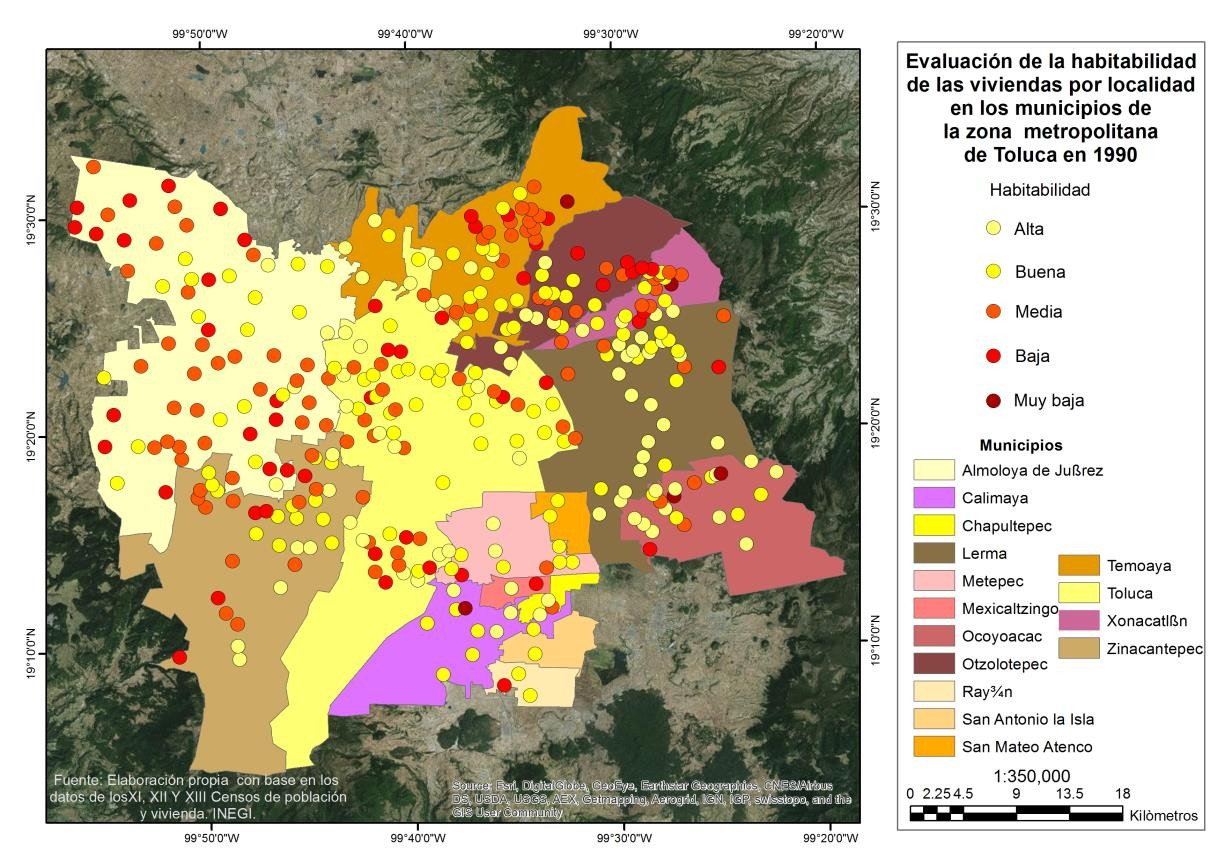 99°50'0"W 99°40'0"W 99°30'0"W 99°20'0"W
19°30'0"N
19°30'0"N
19°20'0"N
19°20'0"N
19°10'0"N
19°10'0"N
Fuente: Elaboración propia con base en los
datos de losXI, XII Y XIII Censos de población
y vivienda. INEGI.
Source: Esri, DigitalGlobe, GeoEye, Earthstar Geographics, CNES/Airbus
DS, USDA, USGS, AEX, Getmapping, Aerogrid, IGN, IGP, swisstopo, and the
GIS User Community
99°50'0"W 99°40'0"W 99°30'0"W 99°20'0"W
Evaluación de la habitabilidad
de las viviendas por localidad
en los municipios de
la zona metropolitana
de Toluca en 1990
Habitabilidad
Alta
Buena
Media
Baja
Muy baja
Municipios
Almoloya de Jußrez
Calimaya
Chapultepec
Lerma
Metepec
Mexicaltzingo
Ocoyoacac
Otzolotepec
Ray¾n
San Antonio la Isla
San Mateo Atenco
Temoaya
Toluca
Xonacatlßn
Zinacantepec
1:350,000
0 2.25 4.5 9 13.5 18
Kilòmetros